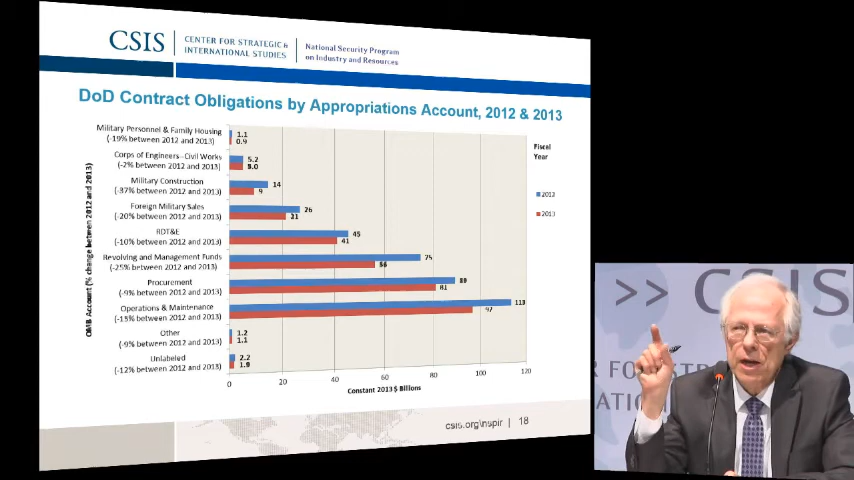 CSIS
CENTER FOR STRATEGIC &
INTERNATIONAL STUDIES
National Security Program
on Industry and Resources
DoD Contract Obligations by Appropriations Account, 2012 & 2013
OMB Account (% change between 2012 and 2013)
Military Personnel & Family Housing
(-19% between 2012 and 2013)
1.1
0.9
Corps of Engineers--Civil Works
(-2% between 2012 and 2013)
5.2
5.0
Military Construction
(-37% between 2012 and 2013)
14
9
Foreign Military Sales
(-20% between 2012 and 2013)
26
21
RDT&E
(-10% between 2012 and 2013)
45
41
Revolving and Management Funds
(-25% between 2012 and 2013)
75
56
Procurement
(-9% between 2012 and 2013)
89
81
Operations & Maintenance
(-13% between 2012 and 2013)
113
97
Other
(-9% between 2012 and 2013)
1.2
1.1
Unlabeled
(-12% between 2012 and 2013)
2.2
1.9
0 20 40 60 80 100 120
Constant 2013 $ Billions
Fiscal
Year
2012
2013
csis.org\nspir | 18
>> CSIS